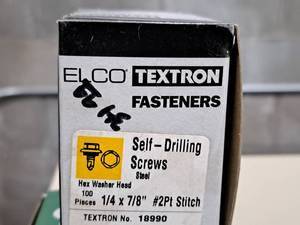 ELCO TEXTRON
FASTENERS
Self-Drilling
Screws
Steel
Hex Washer Head
100
Pieces 1/4 x 7/8" #2Pt Stitch
TEXTRON No. 18990